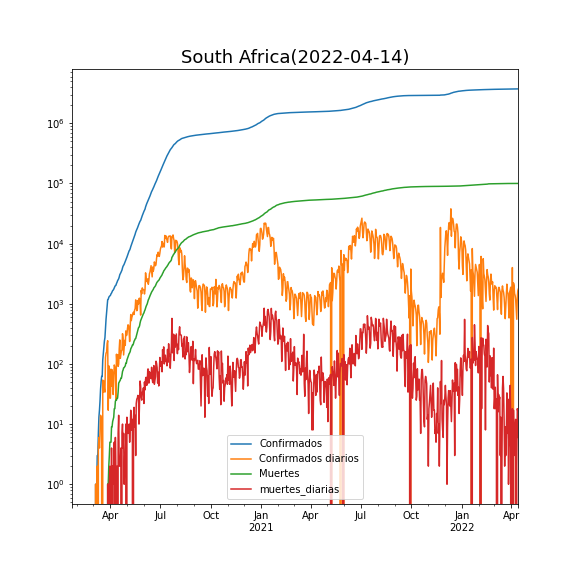 South Africa(2022-04-14)
10⁶
10⁵
10⁴
10³
10²
10¹
10⁰
Confirmados
Confirmados diarios
Muertes
muertes_diarias
Apr Jul Oct Jan Apr Jul Oct Jan Apr
2021 2022